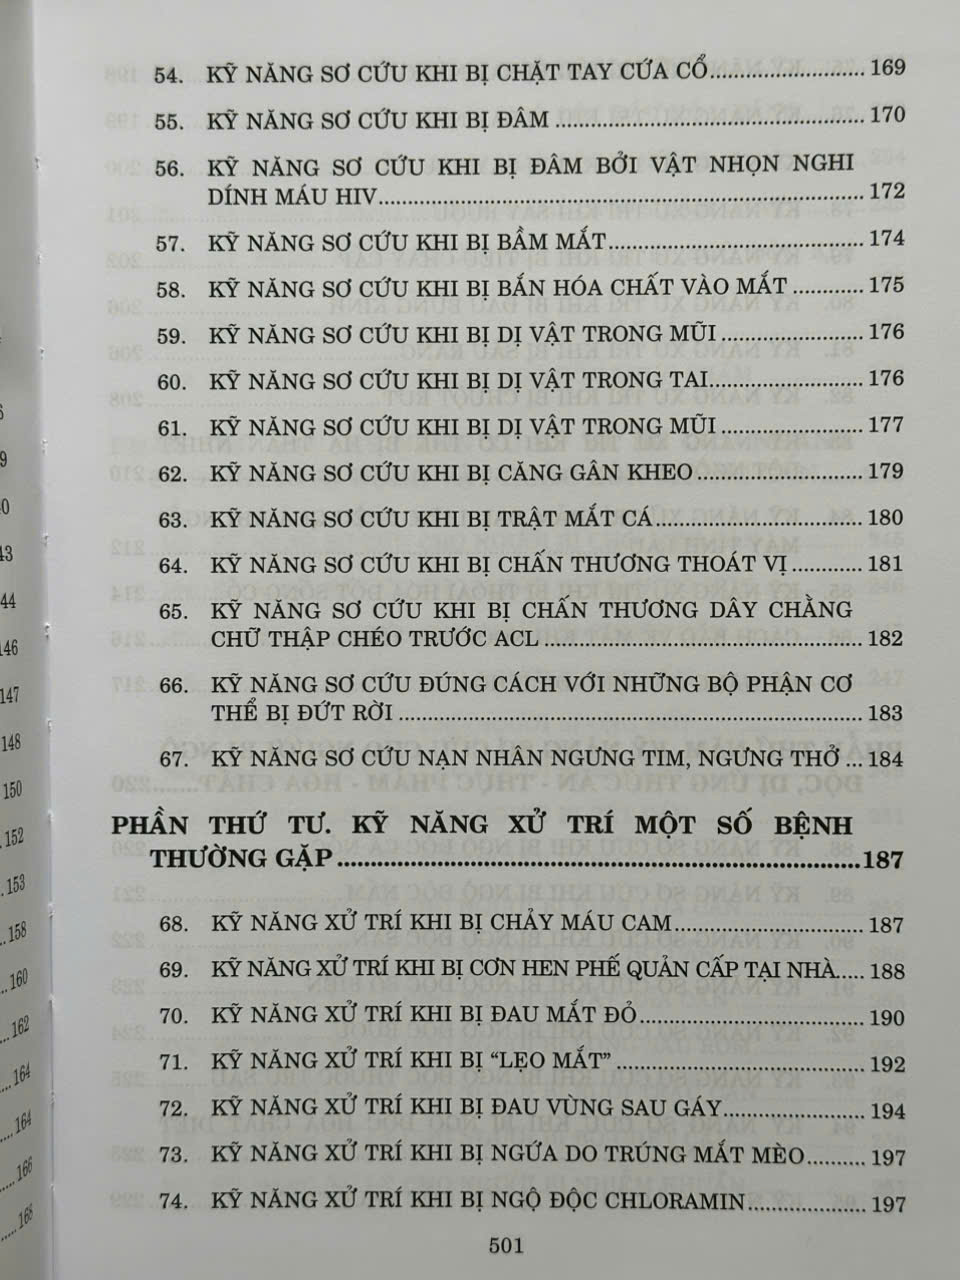 54. KỸ NĂNG SƠ CỨU KHI BỊ CHẶT TAY CỨA CỔ.......................... 169
55. KỸ NĂNG SƠ CỨU KHI BỊ ĐÂM ................................................... 170
56. KỸ NĂNG SƠ CỨU KHI BỊ ĐÂM BỞI VẬT NHỌN NGHI
DÍNH MÁU HIV................................................................................ 172
57. KỸ NĂNG SƠ CỨU KHI BỊ BẦM MẮT.......................................... 174
58. KỸ NĂNG SƠ CỨU KHI BỊ BẮN HÓA CHẤT VÀO MẮT ............ 175
59. KỸ NĂNG SƠ CỨU KHI BỊ DỊ VẬT TRONG MŨI ........................ 176
60. KỸ NĂNG SƠ CỨU KHI BỊ DỊ VẬT TRONG TAI.......................... 176
61. KỸ NĂNG SƠ CỨU KHI BỊ DỊ VẬT TRONG MŨI ........................ 177
62. KỸ NĂNG SƠ CỨU KHI BỊ CĂNG GÂN KHEO ............................ 179
63. KỸ NĂNG SƠ CỨU KHI BỊ TRẬT MẮT CÁ................................... 180
64. KỸ NĂNG SƠ CỨU KHI BỊ CHẤN THƯƠNG THOÁT VỊ ............ 181
65. KỸ NĂNG SƠ CỨU KHI BỊ CHẤN THƯƠNG DÂY CHẰNG
CHỮ THẬP CHÉO TRƯỚC ACL ..................................................... 182
66. KỸ NĂNG SƠ CỨU ĐÚNG CÁCH VỚI NHỮNG BỘ PHẬN CƠ
THỂ BỊ ĐỨT RỜI ............................................................................. 183
67. KỸ NĂNG SƠ CỨU NẠN NHÂN NGƯNG TIM, NGƯNG THỞ ... 184
PHẦN THỨ TƯ. KỸ NĂNG XỬ TRÍ MỘT SỐ BỆNH
THƯỜNG GẶP ........................................................................187
68. KỸ NĂNG XỬ TRÍ KHI BỊ CHẢY MÁU CAM............................... 187
69. KỸ NĂNG XỬ TRÍ KHI BỊ CƠN HEN PHẾ QUẢN CẤP TẠI NHÀ..... 188
70. KỸ NĂNG XỬ TRÍ KHI BỊ ĐAU MẮT ĐỎ..................................... 190
71. KỸ NĂNG XỬ TRÍ KHI BỊ “LẸO MẮT” ......................................... 192
72. KỸ NĂNG XỬ TRÍ KHI BỊ ĐAU VÙNG SAU GÁY....................... 194
73. KỸ NĂNG XỬ TRÍ KHI BỊ NGỨA DO TRÚNG MẮT MÈO.......... 197
74. KỸ NĂNG XỬ TRÍ KHI BỊ NGỘ ĐỘC CHLORAMIN................... 197
501
147
148
150
152
153
158
160
162
164
164
166
168